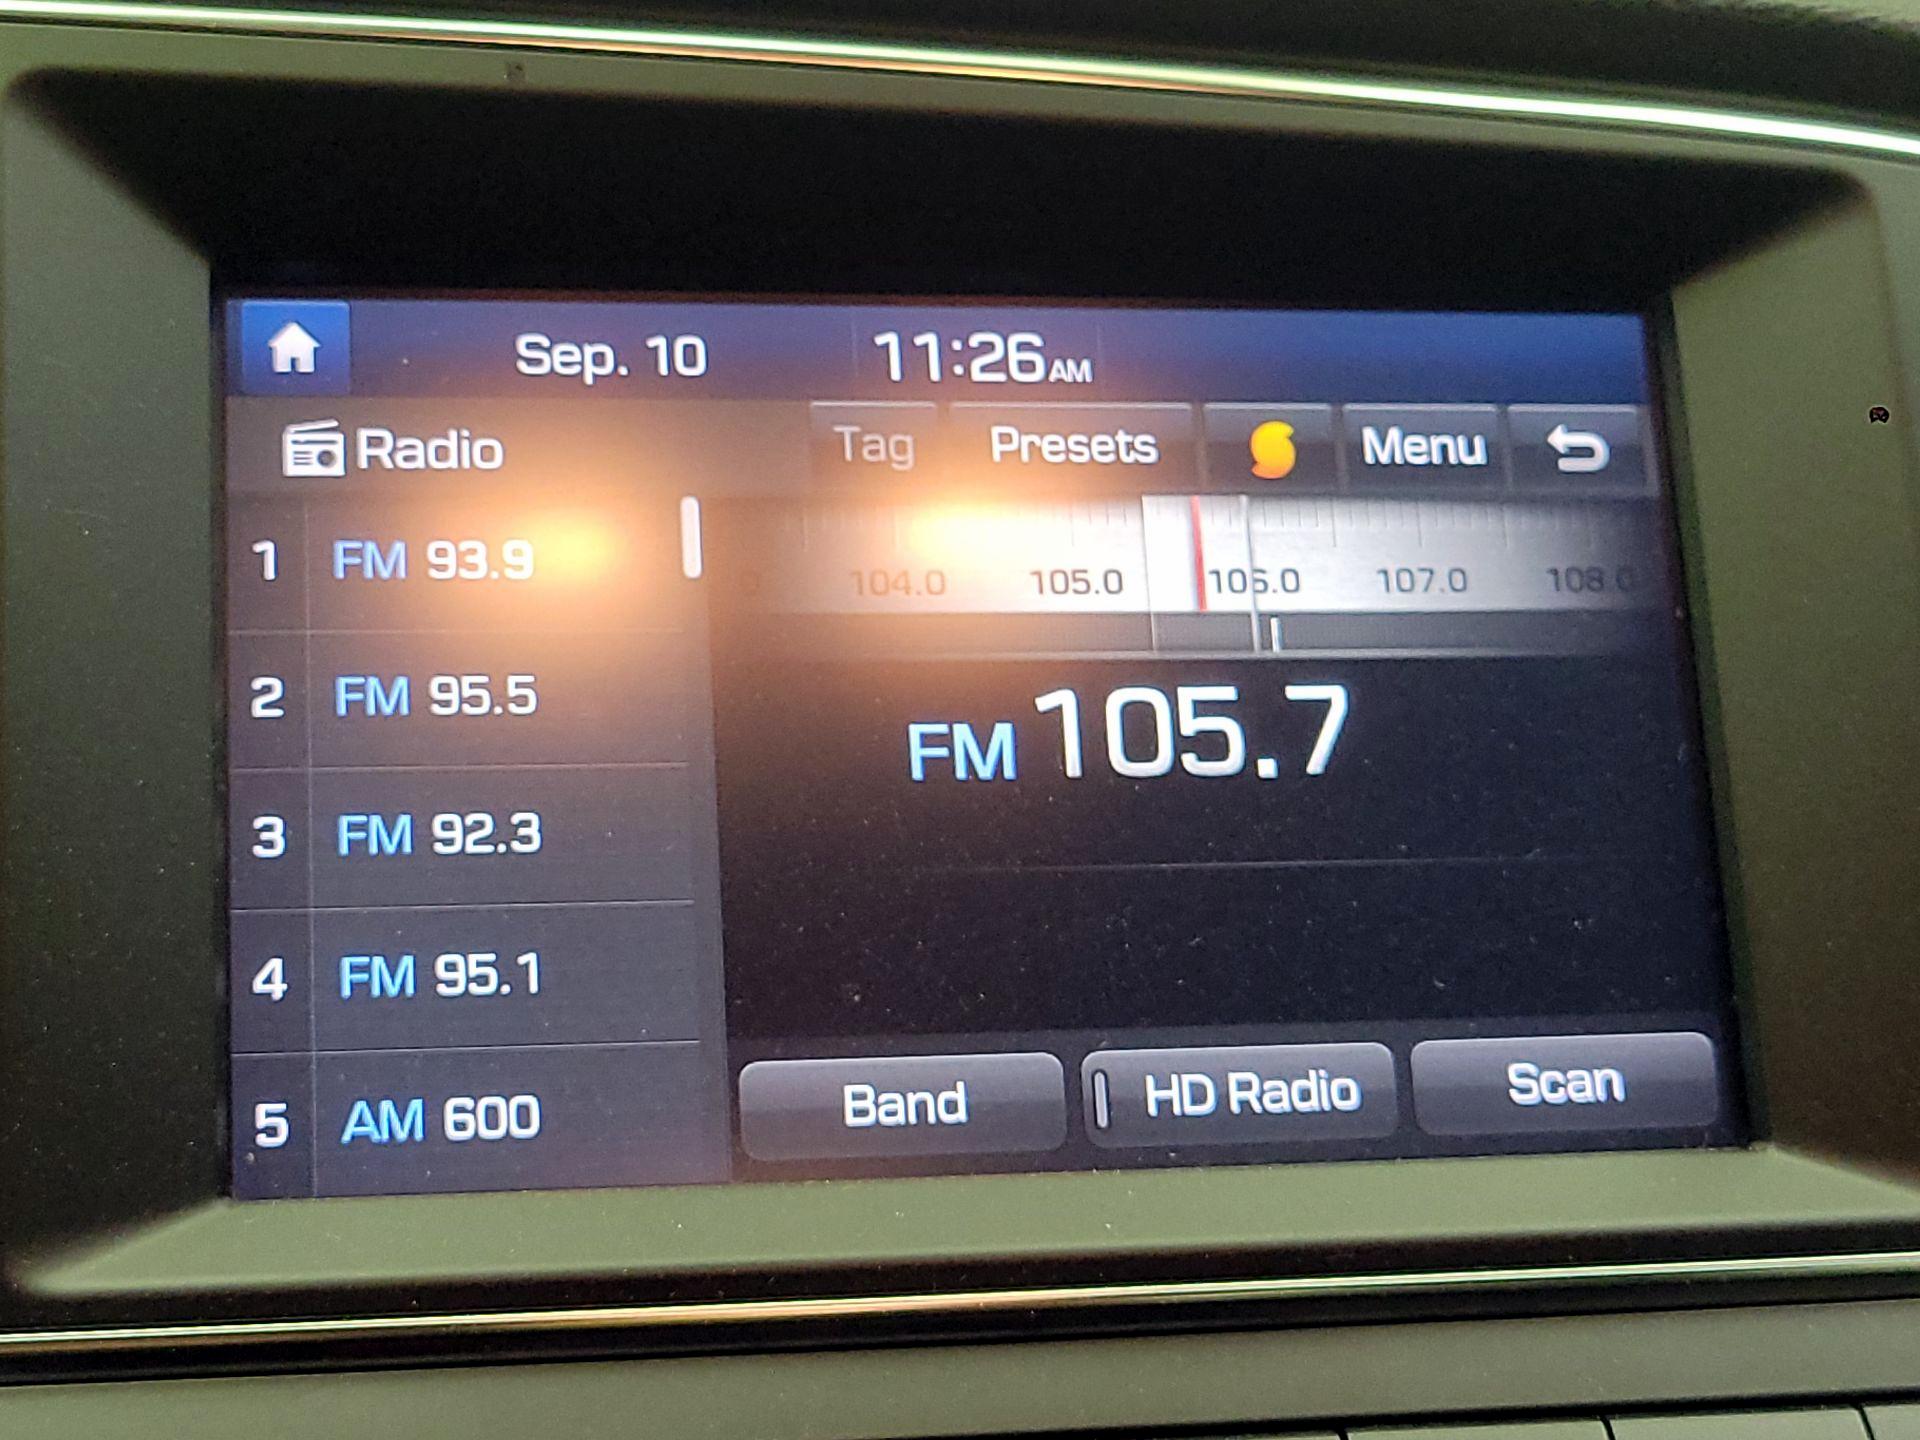 Sep. 10 11:26 AM
Radio Tag Presets Menu
1 FM 93.9
104.0 105.0 106.0 107.0 108.0
2 FM 95.5
FM 105.7
3 FM 92.3
4 FM 95.1
5 AM 600
Band HD Radio Scan